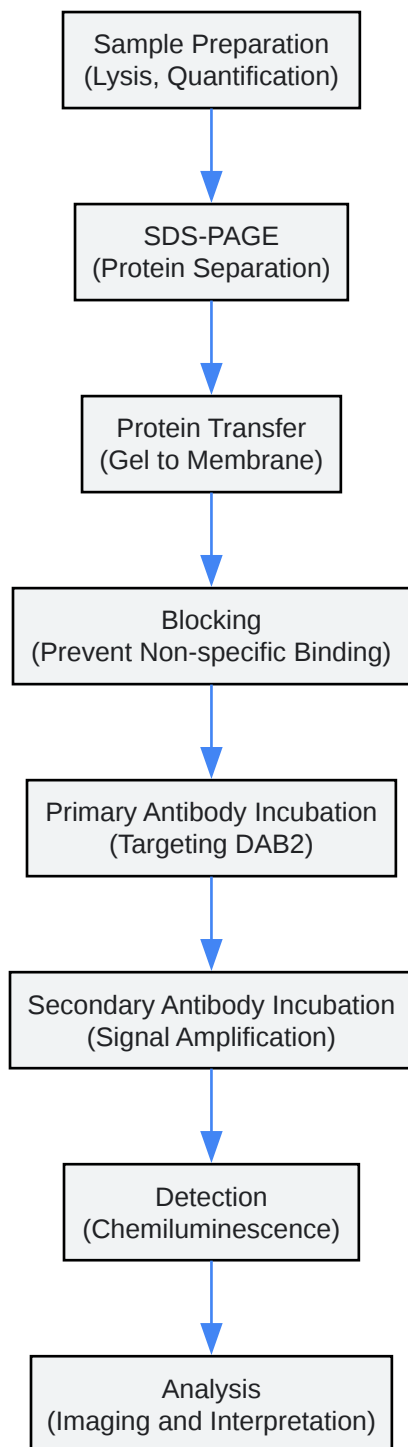 Sample Preparation
(Lysis, Quantification)
SDS-PAGE
(Protein Separation)
Protein Transfer
(Gel to Membrane)
Blocking
(Prevent Non-specific Binding)
Primary Antibody Incubation
(Targeting DAB2)
Secondary Antibody Incubation
(Signal Amplification)
Detection
(Chemiluminescence)
Analysis
(Imaging and Interpretation)